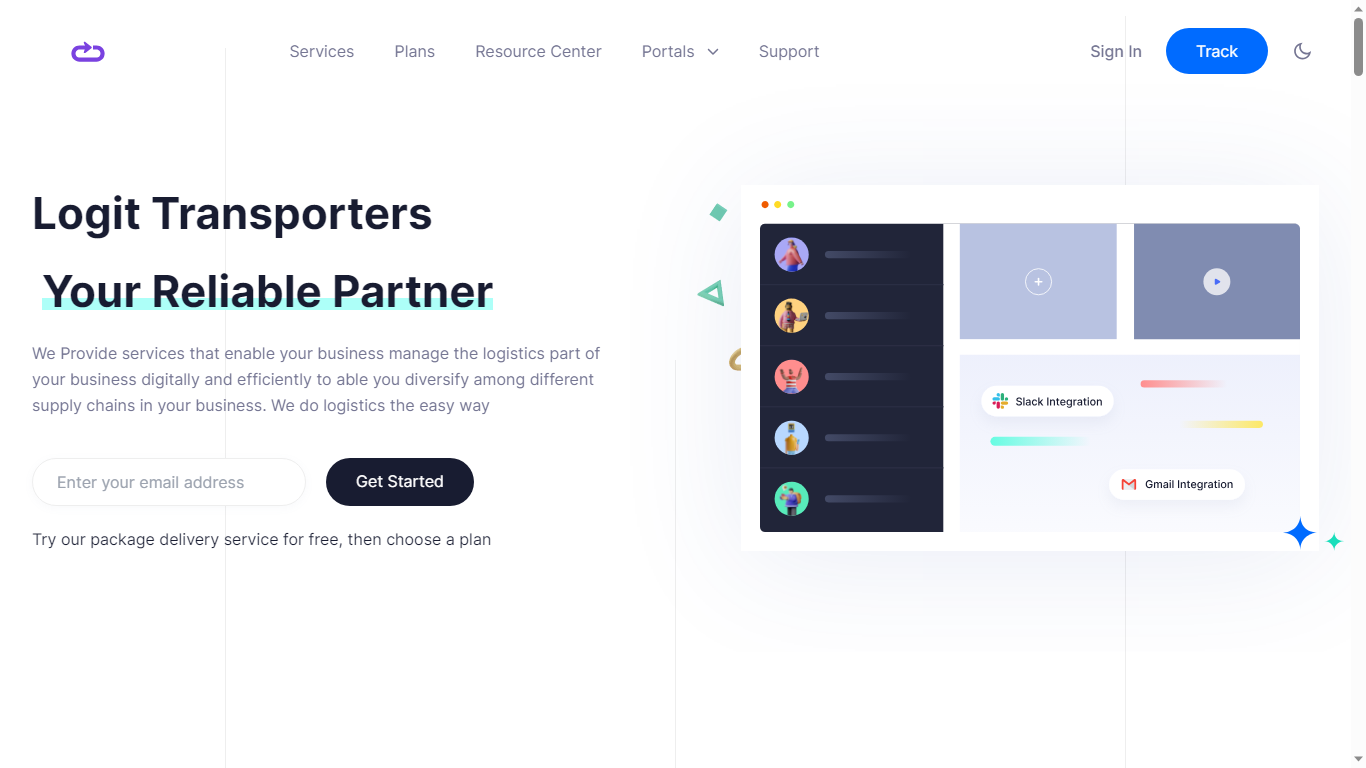 Services Plans Resource Center Portals Support Sign In Track
Logit Transporters
Your Reliable Partner
We Provide services that enable your business manage the logistics part of
your business digitally and efficiently to able you diversify among different
supply chains in your business. We do logistics the easy way
Enter your email address
Get Started
Try our package delivery service for free, then choose a plan
Slack Integration
Gmail Integration